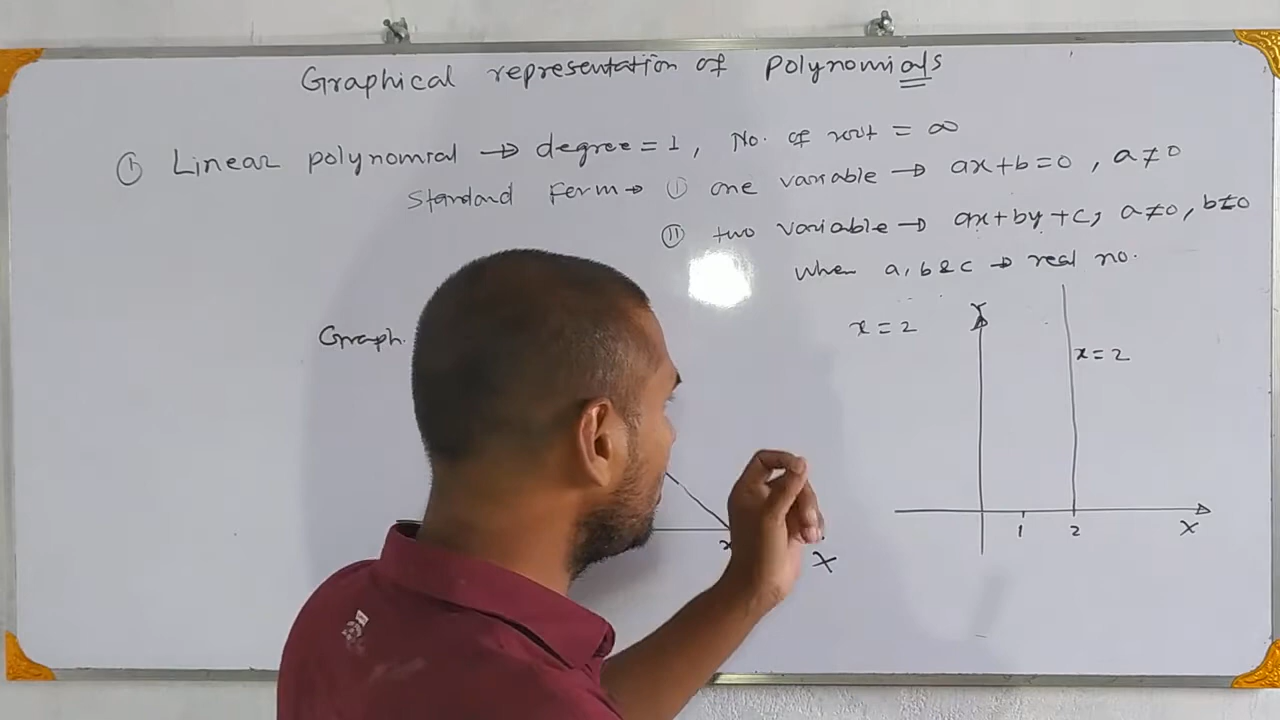 Graphical representation of Polynomials
① Linear polynomial → degree = 1, No. of root = ∞
Standard Form → ① one variable → ax+b=0, a≠0
② two variable → ax+by+c, a≠0, b≠0
When a, b & c → real no.
Graph.
x = 2
Y
x = 2
1 2 X
X